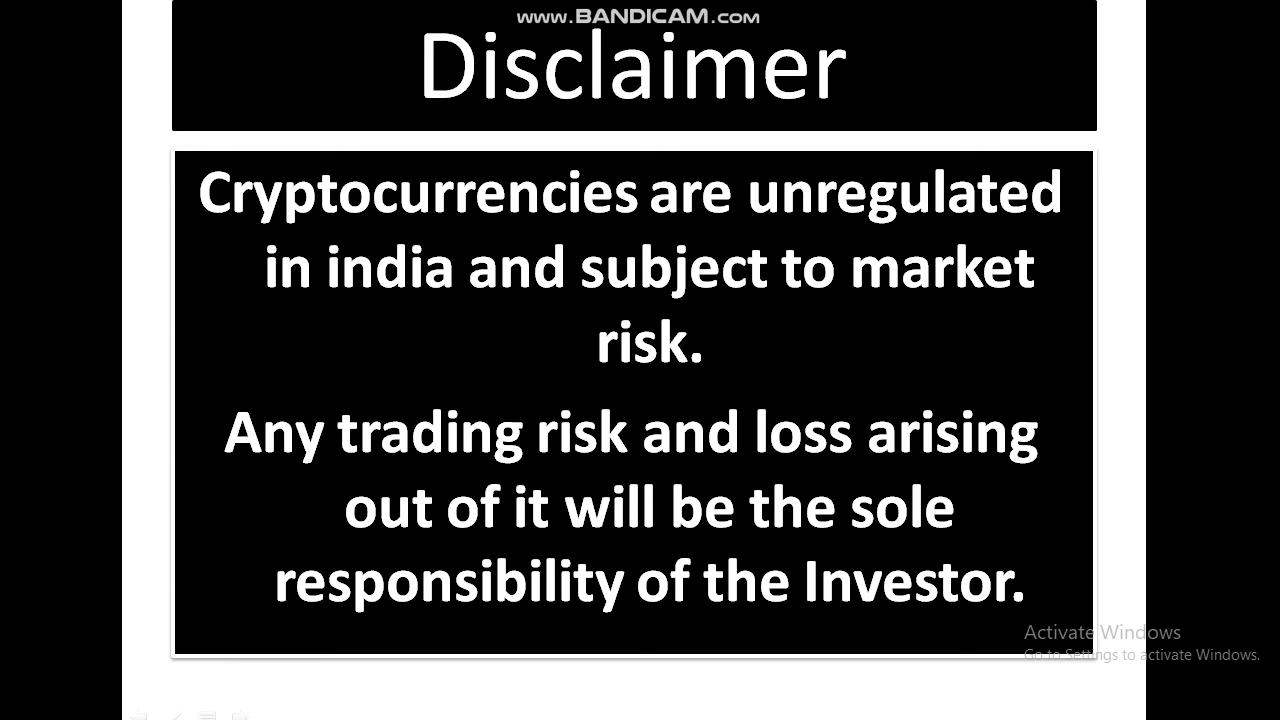 www.BANDICAM.com
Disclaimer
Cryptocurrencies are unregulated
in india and subject to market
risk.
Any trading risk and loss arising
out of it will be the sole
responsibility of the Investor.
Activate Windows
Go to Settings to activate Windows.